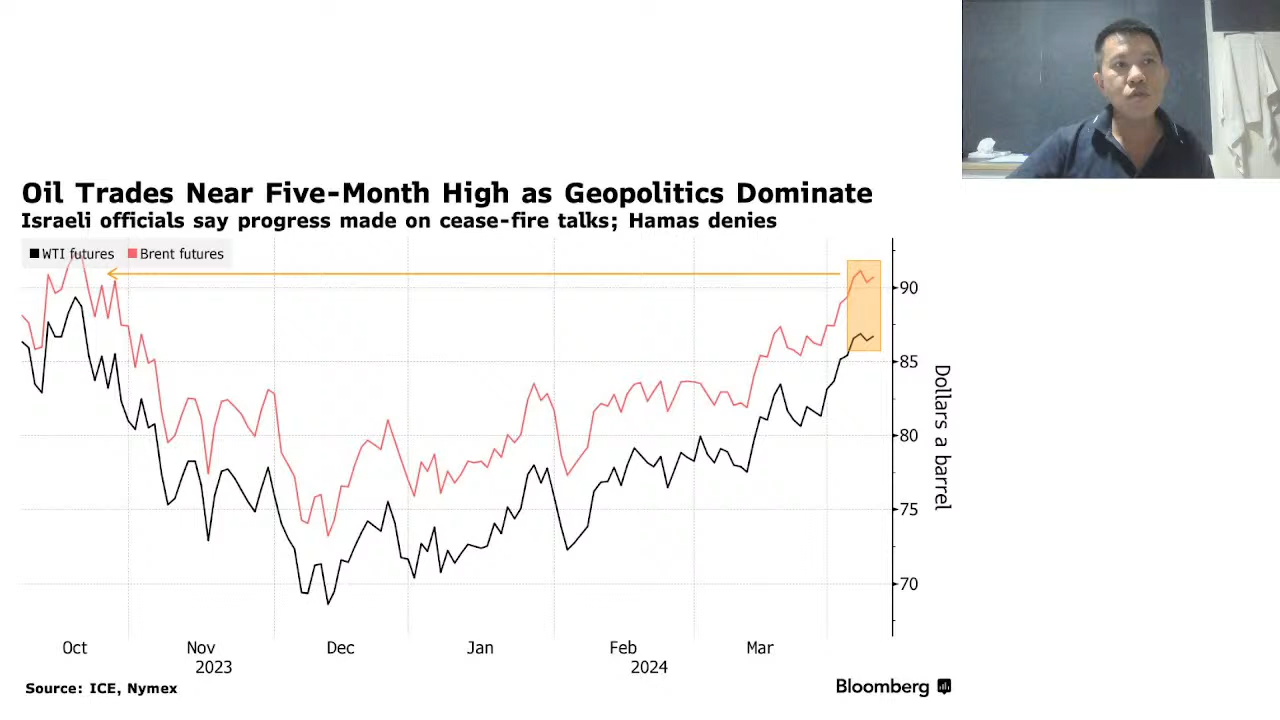 Oil Trades Near Five-Month High as Geopolitics Dominate
Israeli officials say progress made on cease-fire talks; Hamas denies
WTI futures Brent futures
90
85
80
75
70
Dollars a barrel
Oct Nov Dec Jan Feb Mar
2023 2024
Source: ICE, Nymex
Bloomberg